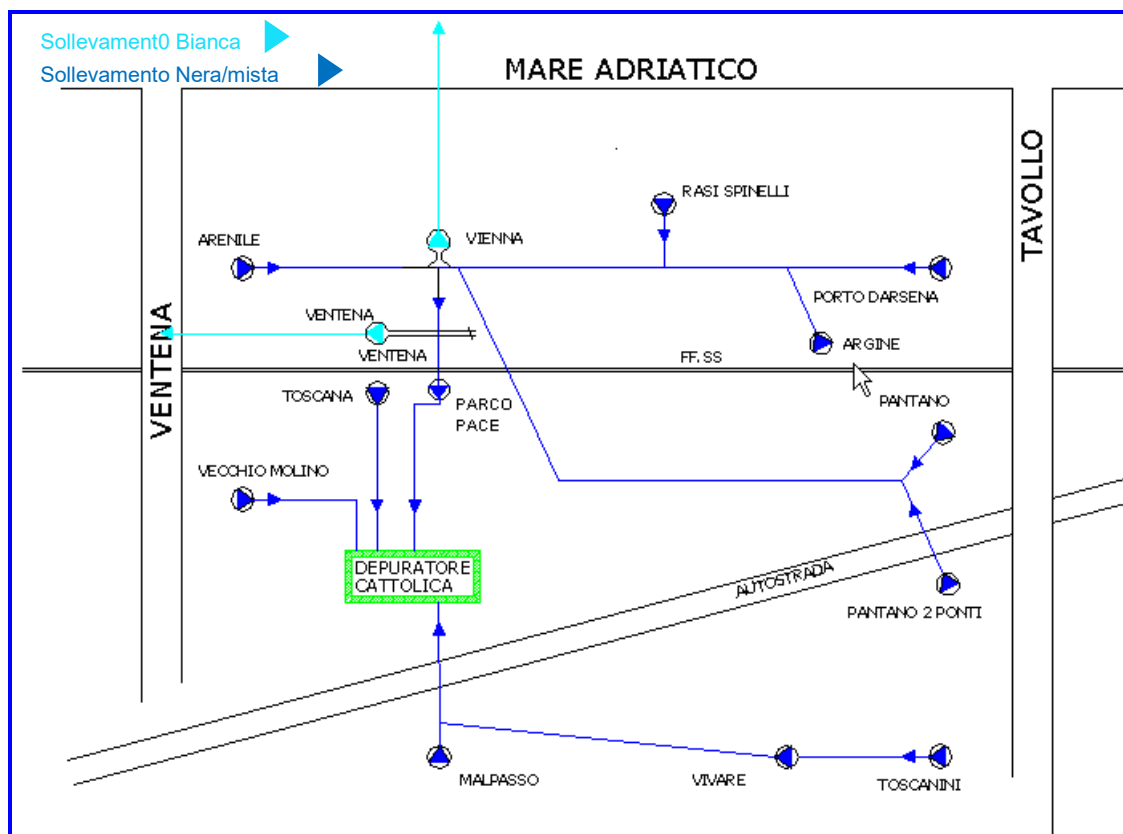 Sollevament0 Bianca
Sollevamento Nera/mista
MARE ADRIATICO
TAVOLLO
RASI SPINELLI
ARENILE
VIENNA
PORTO DARSENA
VENTENA
VENTENA
VENTENA
ARGINE
FF. SS
TOSCANA
PARCO
PACE
PANTANO
VECCHIO MOLINO
DEPURATORE
CATTOLICA
AUTOSTRADA
PANTANO 2 PONTI
MALPASSO
VIVARE
TOSCANINI